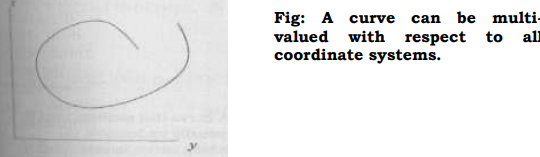 Fig: A curve can be multi-
valued with respect to all
coordinate systems.
y